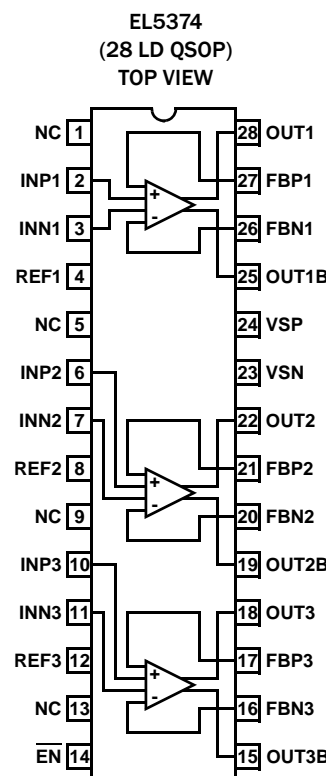 EL5374
(28 LD QSOP)
TOP VIEW
NC 1 28 OUT1
INP1 2 27 FBP1
INN1 3 26 FBN1
REF1 4 25 OUT1B
NC 5 24 VSP
INP2 6 23 VSN
INN2 7 22 OUT2
REF2 8 21 FBP2
NC 9 20 FBN2
INP3 10 19 OUT2B
INN3 11 18 OUT3
REF3 12 17 FBP3
NC 13 16 FBN3
EN 14 15 OUT3B
+
-
+
-
+
-